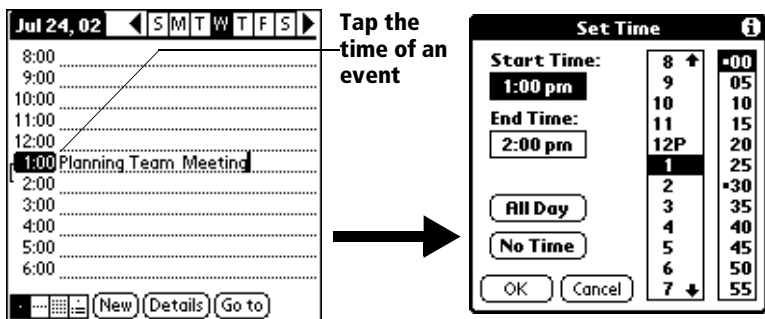 Jul 24, 02 S M T W T F S
8:00
9:00
10:00
11:00
12:00
1:00 Planning Team Meeting
2:00
3:00
4:00
5:00
6:00
New Details Go to
Tap the
time of an
event
Set Time
Start Time:
1:00 pm
End Time:
2:00 pm
All Day
No Time
OK Cancel
8
9
10
11
12P
1
2
3
4
5
6
7
00
05
10
15
20
25
30
35
40
45
50
55